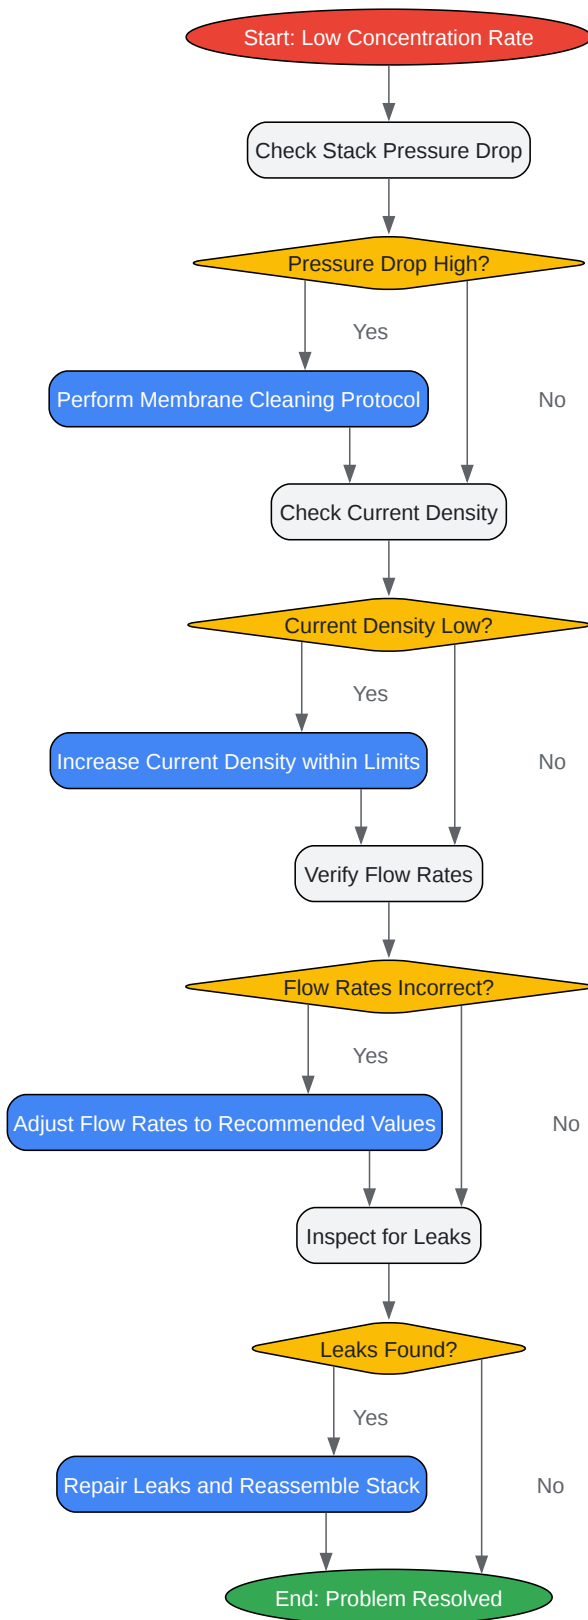 Start: Low Concentration Rate
Check Stack Pressure Drop
Pressure Drop High?
Yes
Perform Membrane Cleaning Protocol
No
Check Current Density
Current Density Low?
Yes
Increase Current Density within Limits
No
Verify Flow Rates
Flow Rates Incorrect?
Yes
Adjust Flow Rates to Recommended Values
No
Inspect for Leaks
Leaks Found?
Yes
Repair Leaks and Reassemble Stack
No
End: Problem Resolved